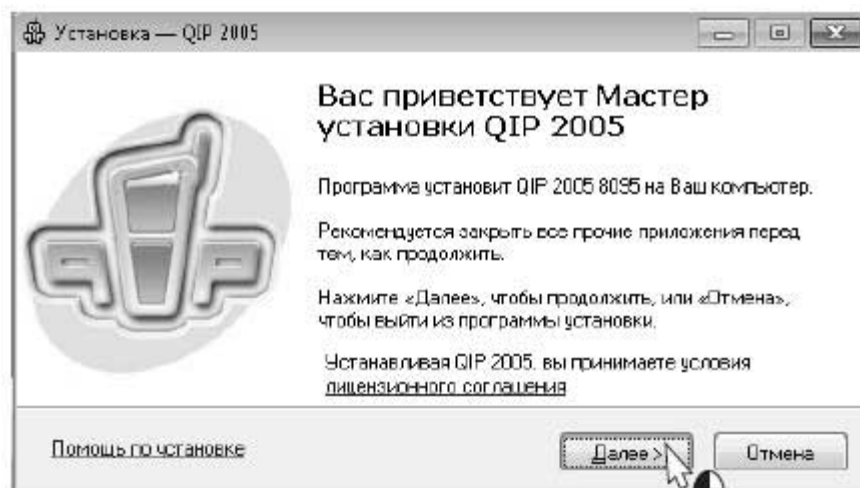 Установка — QIP 2005
Вас приветствует Мастер
установки QIP 2005
Программа установит QIP 2005 8095 на Ваш компьютер.
Рекомендуется закрыть все прочие приложения перед
тем, как продолжить.
Нажмите «Далее», чтобы продолжить, или «Отмена»,
чтобы выйти из программы установки.
Устанавливая QIP 2005, вы принимаете условия
лицензионного соглашения
Помощь по установке
Далее >
Отмена